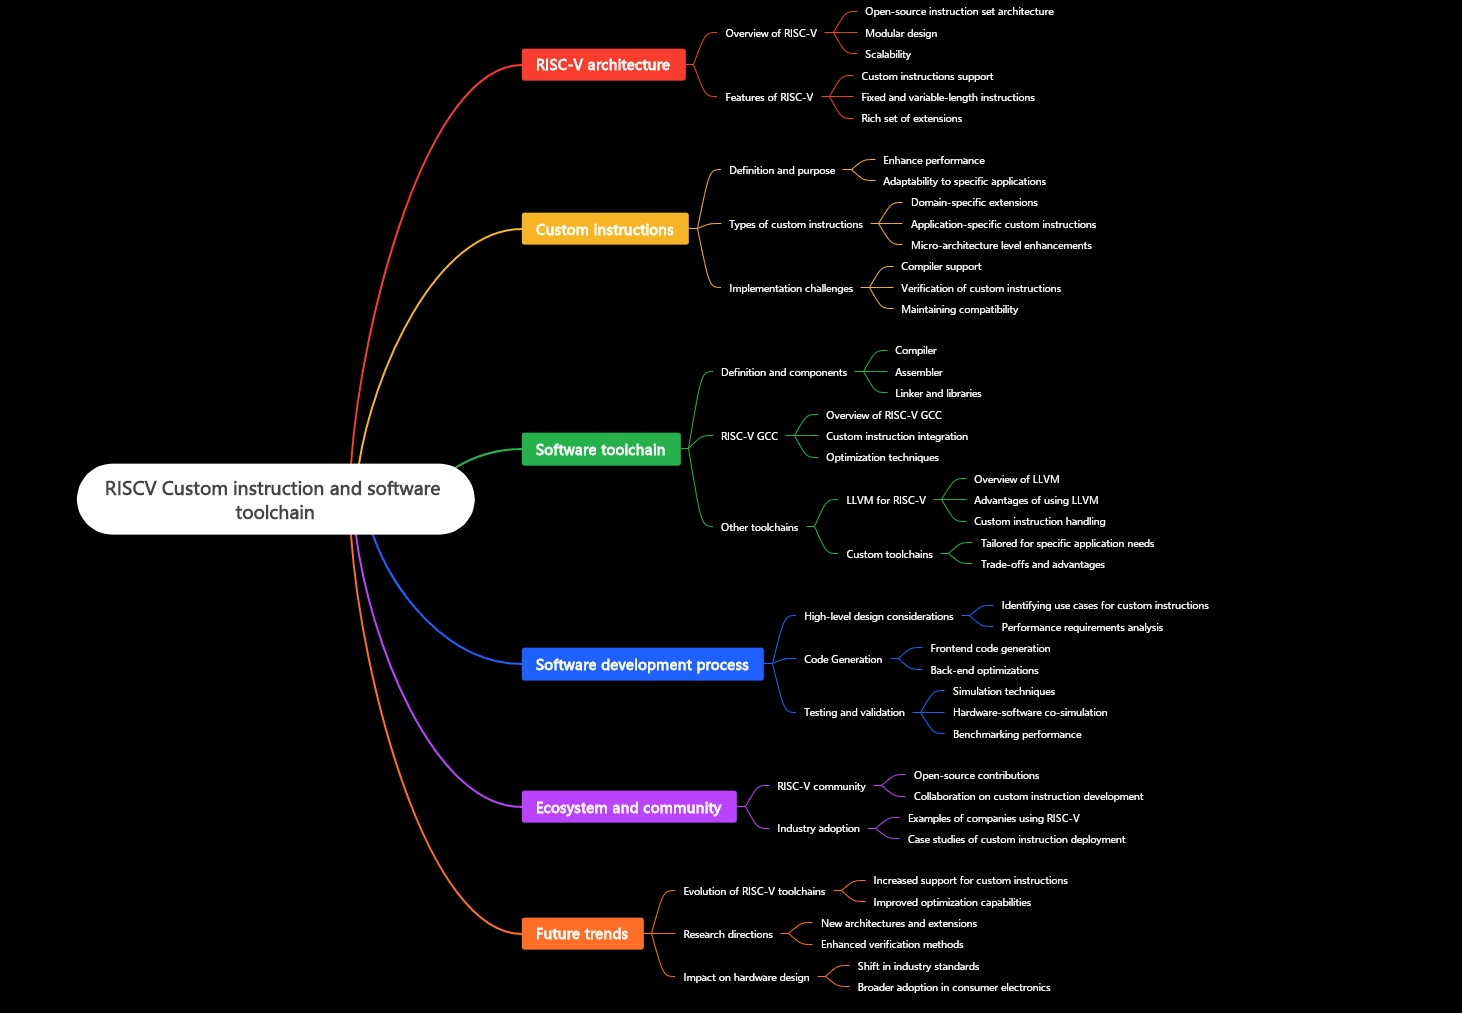 RISCV Custom instruction and software
toolchain
RISC-V architecture
Overview of RISC-V
Open-source instruction set architecture
Modular design
Scalability
Features of RISC-V
Custom instructions support
Fixed and variable-length instructions
Rich set of extensions
Custom instructions
Definition and purpose
Enhance performance
Adaptability to specific applications
Types of custom instructions
Domain-specific extensions
Application-specific custom instructions
Micro-architecture level enhancements
Implementation challenges
Compiler support
Verification of custom instructions
Maintaining compatibility
Software toolchain
Definition and components
Compiler
Assembler
Linker and libraries
RISC-V GCC
Overview of RISC-V GCC
Custom instruction integration
Optimization techniques
Other toolchains
LLVM for RISC-V
Overview of LLVM
Advantages of using LLVM
Custom instruction handling
Custom toolchains
Tailored for specific application needs
Trade-offs and advantages
Software development process
High-level design considerations
Identifying use cases for custom instructions
Performance requirements analysis
Code Generation
Frontend code generation
Back-end optimizations
Testing and validation
Simulation techniques
Hardware-software co-simulation
Benchmarking performance
Ecosystem and community
RISC-V community
Open-source contributions
Collaboration on custom instruction development
Industry adoption
Examples of companies using RISC-V
Case studies of custom instruction deployment
Future trends
Evolution of RISC-V toolchains
Increased support for custom instructions
Improved optimization capabilities
Research directions
New architectures and extensions
Enhanced verification methods
Impact on hardware design
Shift in industry standards
Broader adoption in consumer electronics